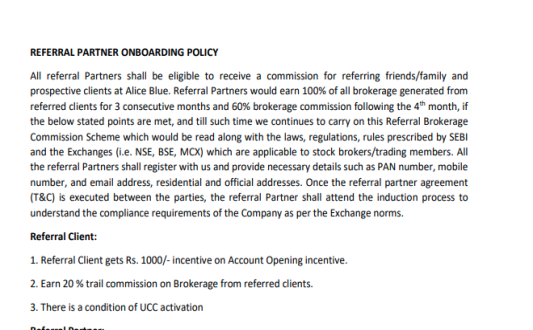 REFERRAL PARTNER ONBOARDING POLICY
All referral Partners shall be eligible to receive a commission for referring friends/family and
prospective clients at Alice Blue. Referral Partners would earn 100% of all brokerage generated from
referred clients for 3 consecutive months and 60% brokerage commission following the 4th month, if
the below stated points are met, and till such time we continues to carry on this Referral Brokerage
Commission Scheme which would be read along with the laws, regulations, rules prescribed by SEBI
and the Exchanges (i.e. NSE, BSE, MCX) which are applicable to stock brokers/trading members. All
the referral Partners shall register with us and provide necessary details such as PAN number, mobile
number, and email address, residential and official addresses. Once the referral partner agreement
(T&C) is executed between the parties, the referral Partner shall attend the induction process to
understand the compliance requirements of the Company as per the Exchange norms.
Referral Client:
1. Referral Client gets Rs. 1000/- incentive on Account Opening incentive.
2. Earn 20 % trail commission on Brokerage from referred clients.
3. There is a condition of UCC activation
Referral Partner: